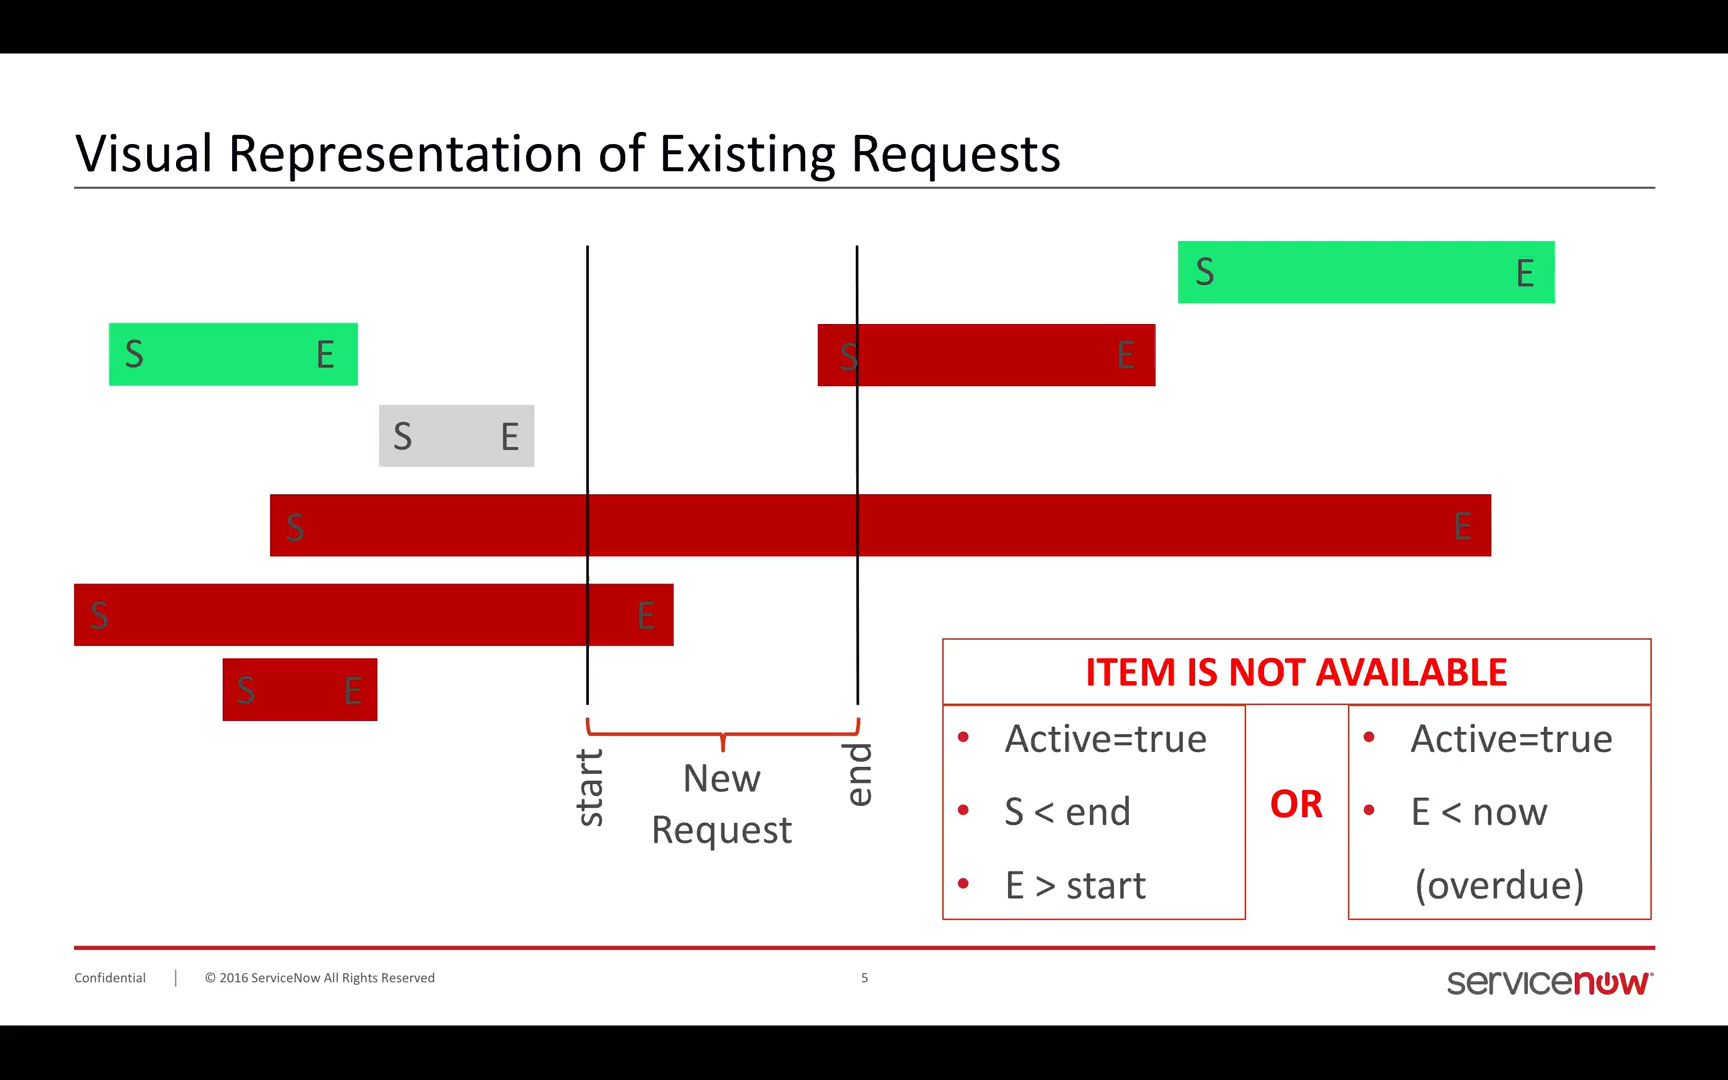 Visual Representation of Existing Requests
S E
S E
S E
S E
S E
S E
S E
start
end
New
Request
ITEM IS NOT AVAILABLE
• Active=true
• S < end
• E > start
OR
• Active=true
• E < now
(overdue)
Confidential | © 2016 ServiceNow All Rights Reserved
5
servicenow